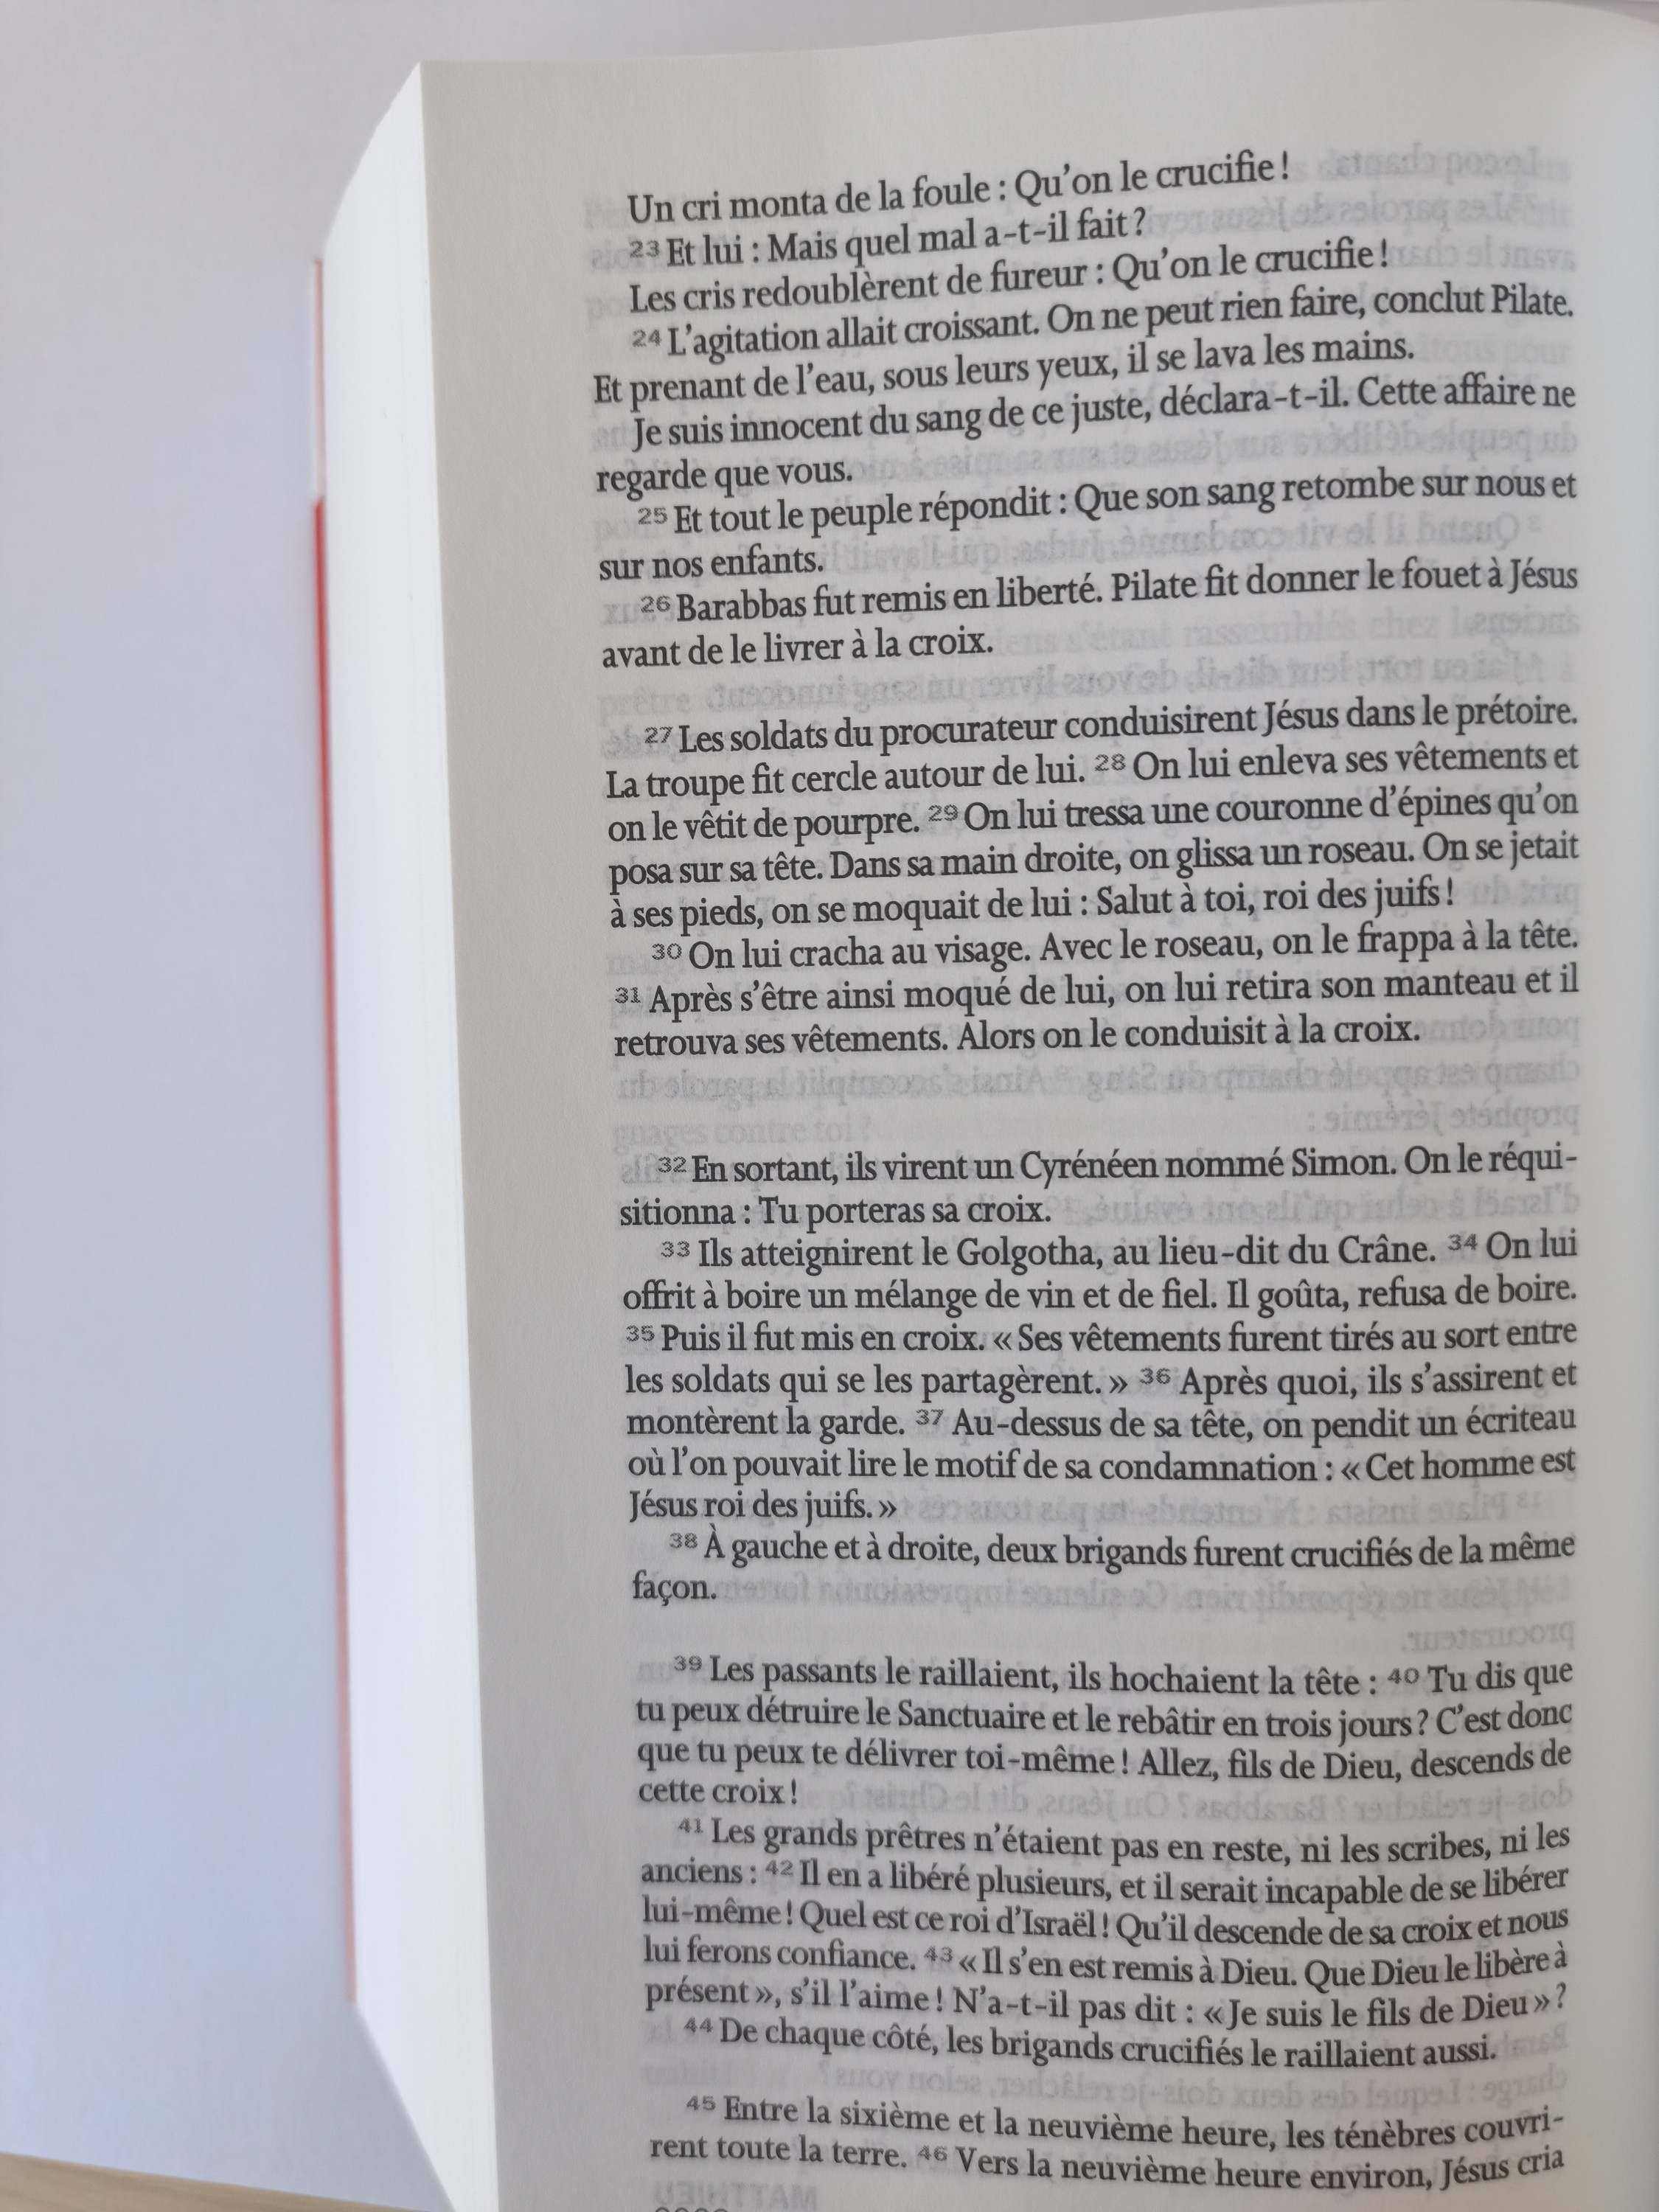 Un cri monta de la foule : Qu'on le crucifie !
23 Et lui : Mais quel mal a-t-il fait ?
Les cris redoublèrent de fureur : Qu'on le crucifie !
24 L'agitation allait croissant. On ne peut rien faire, conclut Pilate.
Et prenant de l'eau, sous leurs yeux, il se lava les mains.
Je suis innocent du sang de ce juste, déclara-t-il. Cette affaire ne
regarde que vous.
25 Et tout le peuple répondit : Que son sang retombe sur nous et
sur nos enfants.
26 Barabbas fut remis en liberté. Pilate fit donner le fouet à Jésus
avant de le livrer à la croix.
27 Les soldats du procurateur conduisirent Jésus dans le prétoire.
La troupe fit cercle autour de lui. 28 On lui enleva ses vêtements et
on le vêtit de pourpre. 29 On lui tressa une couronne d'épines qu'on
posa sur sa tête. Dans sa main droite, on glissa un roseau. On se jetait
à ses pieds, on se moquait de lui : Salut à toi, roi des juifs !
30 On lui cracha au visage. Avec le roseau, on le frappa à la tête.
31 Après s'être ainsi moqué de lui, on lui retira son manteau et il
retrouva ses vêtements. Alors on le conduisit à la croix.
32 En sortant, ils virent un Cyrénéen nommé Simon. On le réqui-
sitionna : Tu porteras sa croix.
33 Ils atteignirent le Golgotha, au lieu-dit du Crâne. 34 On lui
offrit à boire un mélange de vin et de fiel. Il goûta, refusa de boire.
35 Puis il fut mis en croix. « Ses vêtements furent tirés au sort entre
les soldats qui se les partagèrent. » 36 Après quoi, ils s'assirent et
montèrent la garde. 37 Au-dessus de sa tête, on pendit un écriteau
où l'on pouvait lire le motif de sa condamnation : « Cet homme est
Jésus roi des juifs. »
38 À gauche et à droite, deux brigands furent crucifiés de la même
façon.
39 Les passants le raillaient, ils hochaient la tête : 40 Tu dis que
tu peux détruire le Sanctuaire et le rebâtir en trois jours ? C'est donc
que tu peux te délivrer toi-même ! Allez, fils de Dieu, descends de
cette croix !
41 Les grands prêtres n'étaient pas en reste, ni les scribes, ni les
anciens : 42 Il en a libéré plusieurs, et il serait incapable de se libérer
lui-même ! Quel est ce roi d'Israël ! Qu'il descende de sa croix et nous
lui ferons confiance. 43 « Il s'en est remis à Dieu. Que Dieu le libère à
présent », s'il l'aime ! N'a-t-il pas dit : « Je suis le fils de Dieu » ?
44 De chaque côté, les brigands crucifiés le raillaient aussi.
45 Entre la sixième et la neuvième heure, les ténèbres couvri-
rent toute la terre. 46 Vers la neuvième heure environ, Jésus cria